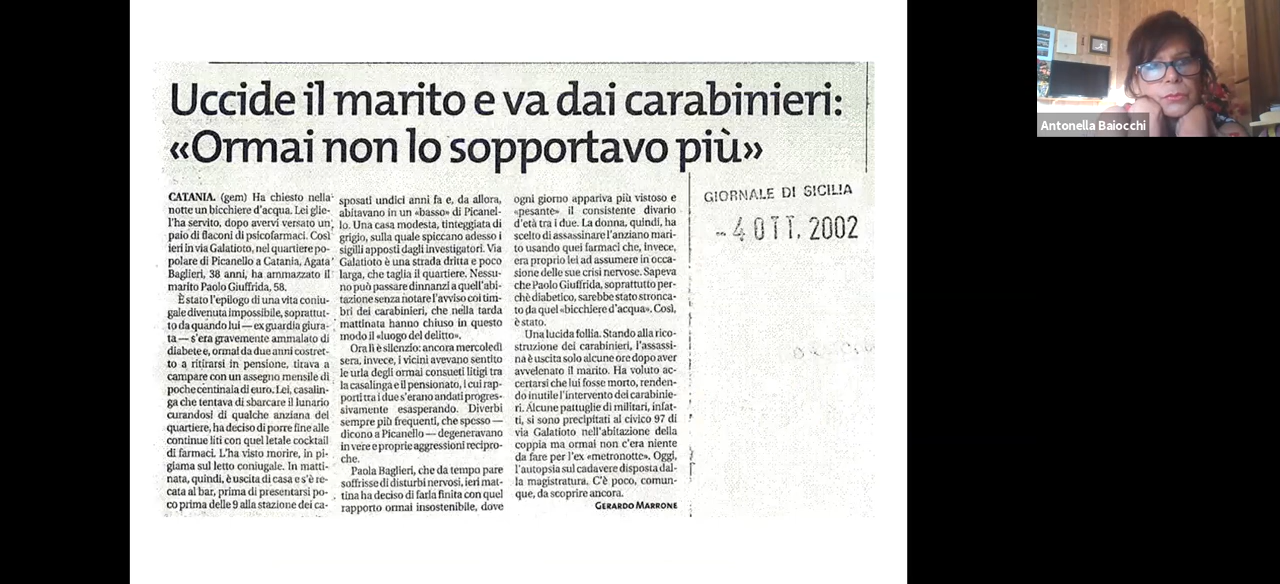 Uccide il marito e va dai carabinieri:
«Ormai non lo sopportavo più»
CATANIA. (gem) Ha chiesto nella
notte un bicchiere d'acqua. Lei glie-
l'ha servito, dopo avervi versato un
paio di flaconi di psicofarmaci. Così
ieri in via Galatioto, nel quartiere po-
polare di Picanello a Catania, Agata
Baglieri, 38 anni, ha ammazzato il
marito Paolo Giuffrida, 58.
È stato l'epilogo di una vita coniu-
gale divenuta impossibile, soprattut-
to da quando lui — ex guardia giura-
ta — s'era gravemente ammalato di
diabete e, ormai da due anni costret-
to a ritirarsi in pensione, tirava a
campare con un assegno mensile di
poche centinaia di euro. Lei, casalin-
ga che tentava di sbarcare il lunario
curandosi di qualche anziana del
quartiere, ha deciso di porre fine alle
continue liti con quel letale cocktail
di farmaci. L'ha visto morire, in pi-
giama sul letto coniugale. In matti-
nata, quindi, è uscita di casa e s'è re-
cata al bar, prima di presentarsi po-
co prima delle 9 alla stazione dei ca-
sposati undici anni fa e, da allora,
abitavano in un «basso» di Picanel-
lo. Una casa modesta, tinteggiata di
grigio, sulla quale spiccano adesso i
sigilli apposti dagli investigatori. Via
Galatioto è una strada dritta e poco
larga, che taglia il quartiere. Nessu-
no può passare dinnanzi a quell'abi-
tazione senza notare l'avviso coi tim-
bri dei carabinieri, che nella tarda
mattinata hanno chiuso in questo
modo il «luogo del delitto».
Ora lì è silenzio: ancora mercoledì
sera, invece, i vicini avevano sentito
le urla degli ormai consueti litigi tra
la casalinga e il pensionato, i cui rap-
porti tra i due s'erano andati progres-
sivamente esasperando. Diverbi
sempre più frequenti, che spesso —
dicono a Picanello — degeneravano
in vere e proprie aggressioni recipro-
che.
Paola Baglieri, che da tempo pare
soffrisse di disturbi nervosi, ieri mat-
tina ha deciso di farla finita con quel
rapporto ormai insostenibile, dove
ogni giorno appariva più vistoso e
«pesante» il consistente divario
d'età tra i due. La donna, quindi, ha
scelto di assassinare l'anziano mari-
to usando quei farmaci che, invece,
era proprio lei ad assumere in occa-
sione delle sue crisi nervose. Sapeva
che Paolo Giuffrida, soprattutto per-
chè diabetico, sarebbe stato stronca-
to da quel «bicchiere d'acqua». Così,
è stato.
Una lucida follia. Stando alla rico-
struzione dei carabinieri, l'assassi-
na è uscita solo alcune ore dopo aver
avvelenato il marito. Ha voluto ac-
certarsi che lui fosse morto, renden-
do inutile l'intervento dei carabinie-
ri. Alcune pattuglie di militari, infat-
ti, si sono precipitati al civico 97 di
via Galatioto nell'abitazione della
coppia ma ormai non c'era niente
da fare per l'ex «metronotte». Oggi,
l'autopsia sul cadavere disposta dal-
la magistratura. C'è poco, comun-
que, da scoprire ancora.
GERARDO MARRONE
GIORNALE DI SICILIA
- 4 OTT. 2002
Antonella Baiocchi